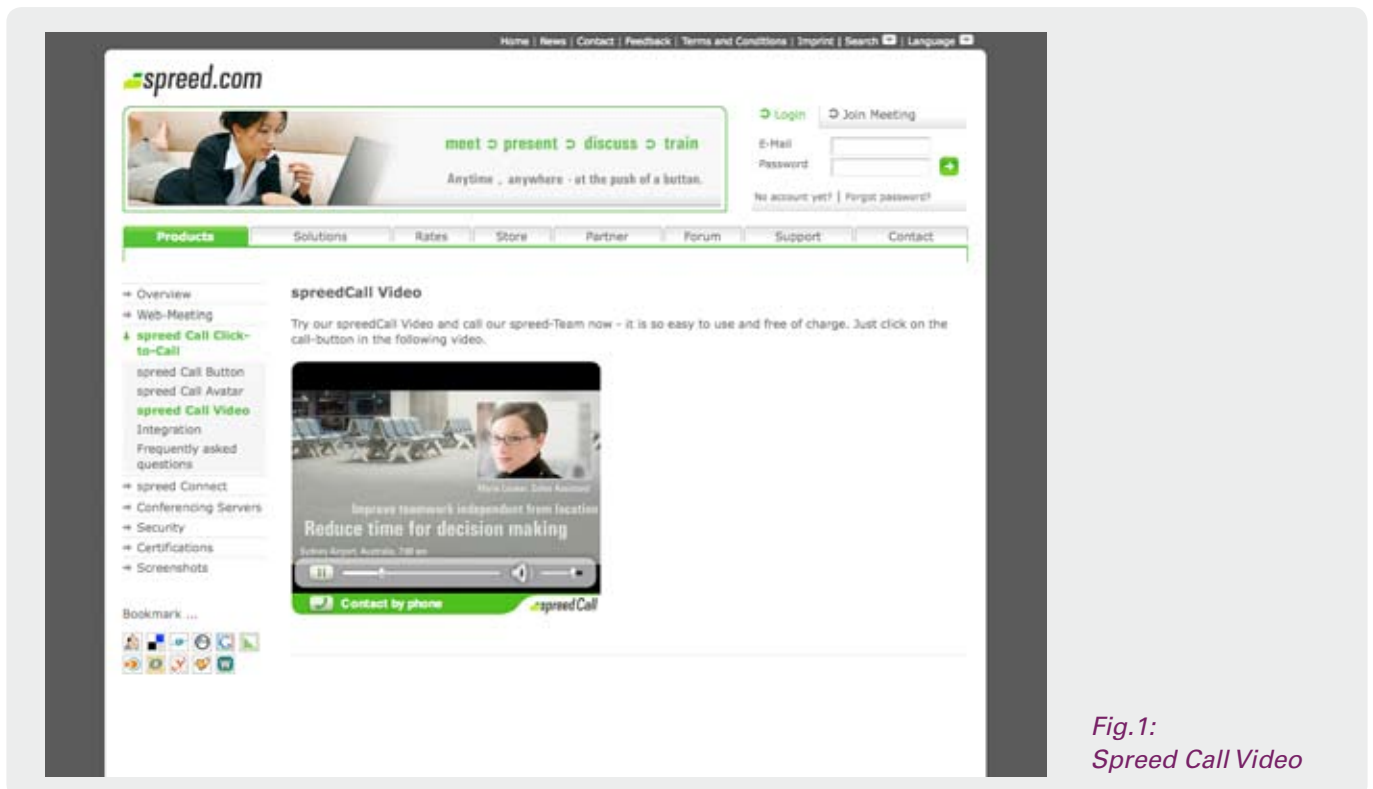 Home | News | Contact | Feedback | Terms and Conditions | Imprint | Search | Language
spreed.com
meet present discuss train
Anytime , anywhere - at the push of a button.
Login Join Meeting
E-Mail
Password
No account yet? | Forgot password?
Products Solutions Rates Store Partner Forum Support Contact
Overview
Web-Meeting
spreed Call Click-
to-Call
spreed Call Button
spreed Call Avatar
spreed Call Video
Integration
Frequently asked
questions
spreed Connect
Conferencing Servers
Security
Certifications
Screenshots
Bookmark ...
spreedCall Video
Try our spreedCall Video and call our spreed-Team now - it is so easy to use and free of charge. Just click on the
call-button in the following video.
Improve teamwork independent from location
Reduce time for decision making
Sydney Airport, Australia,
Contact by phone spreedCall
Fig.1:
Spreed Call Video